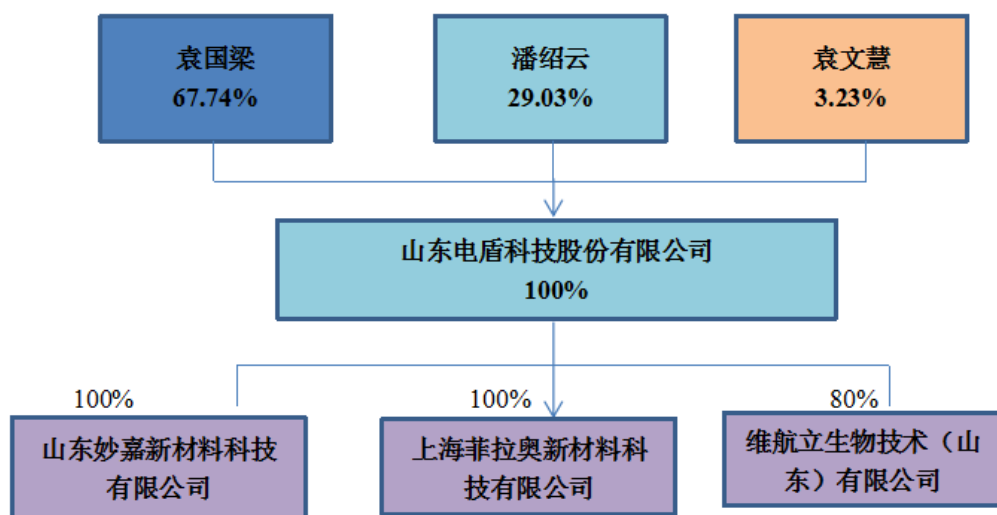 袁国梁
67.74%
潘绍云
29.03%
袁文慧
3.23%
山东电盾科技股份有限公司
100%
100%
山东妙嘉新材料科技
有限公司
100%
上海菲拉奥新材料科
技有限公司
80%
维航立生物技术（山
东）有限公司